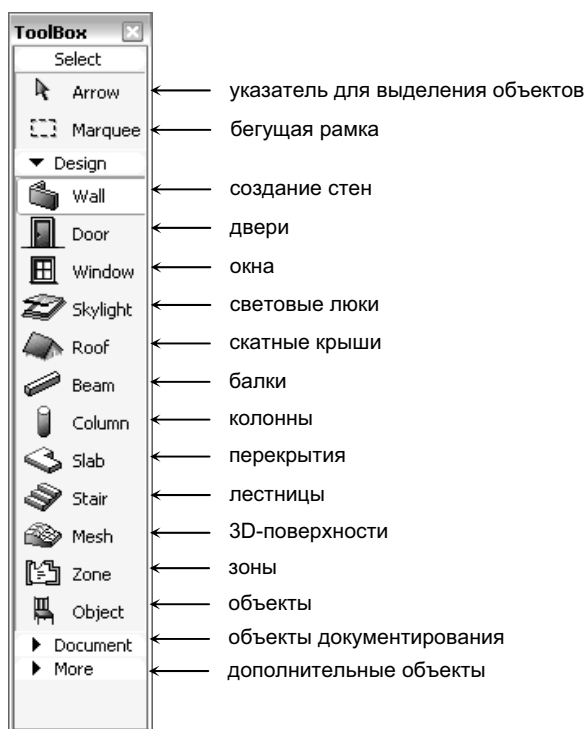 ToolBox
Select
Arrow указатель для выделения объектов
Marquee бегущая рамка
Design
Wall создание стен
Door двери
Window окна
Skylight световые люки
Roof скатные крыши
Beam балки
Column колонны
Slab перекрытия
Stair лестницы
Mesh 3D-поверхности
Zone зоны
Object объекты
Document объекты документирования
More дополнительные объекты